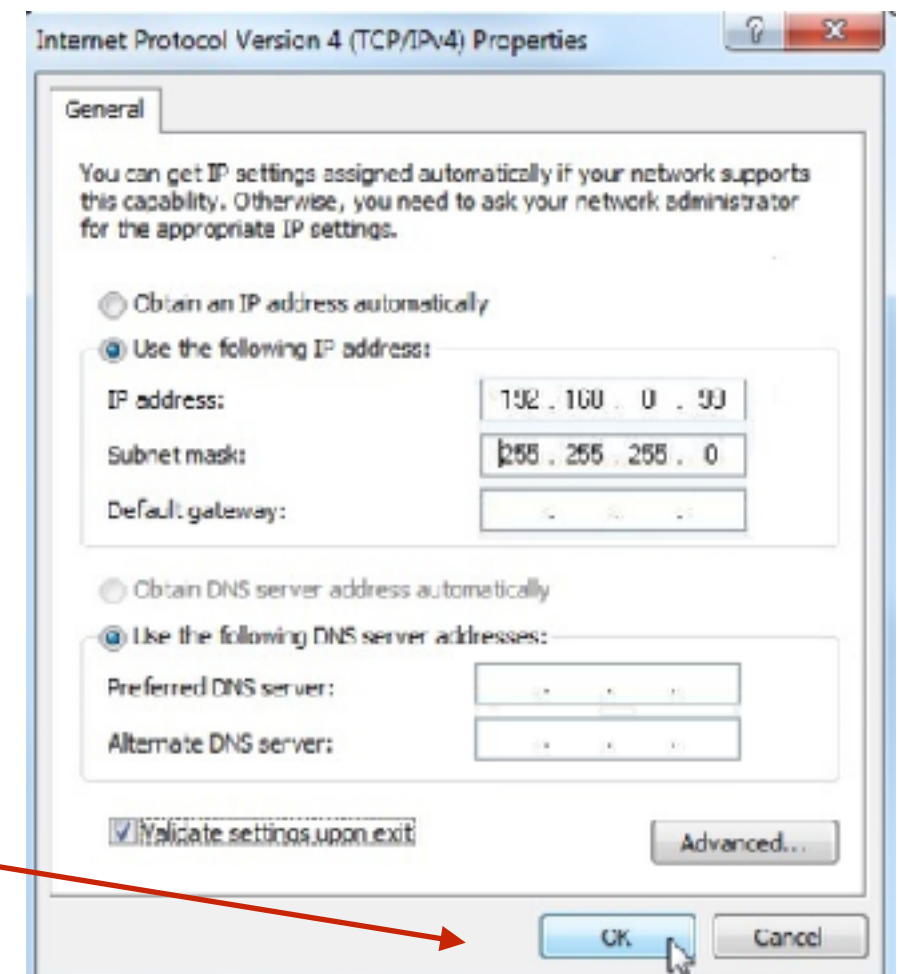 Internet Protocol Version 4 (TCP/IPv4) Properties
?
X
General
You can get IP settings assigned automatically if your network supports
this capability. Otherwise, you need to ask your network administrator
for the appropriate IP settings.
Obtain an IP address automatically
Use the following IP address:
IP address: 192 . 168 . 0 . 99
Subnet mask: 255 . 255 . 255 . 0
Default gateway: . . .
Obtain DNS server address automatically
Use the following DNS server addresses:
Preferred DNS server: . . .
Alternate DNS server: . . .
Validate settings upon exit
Advanced...
OK Cancel